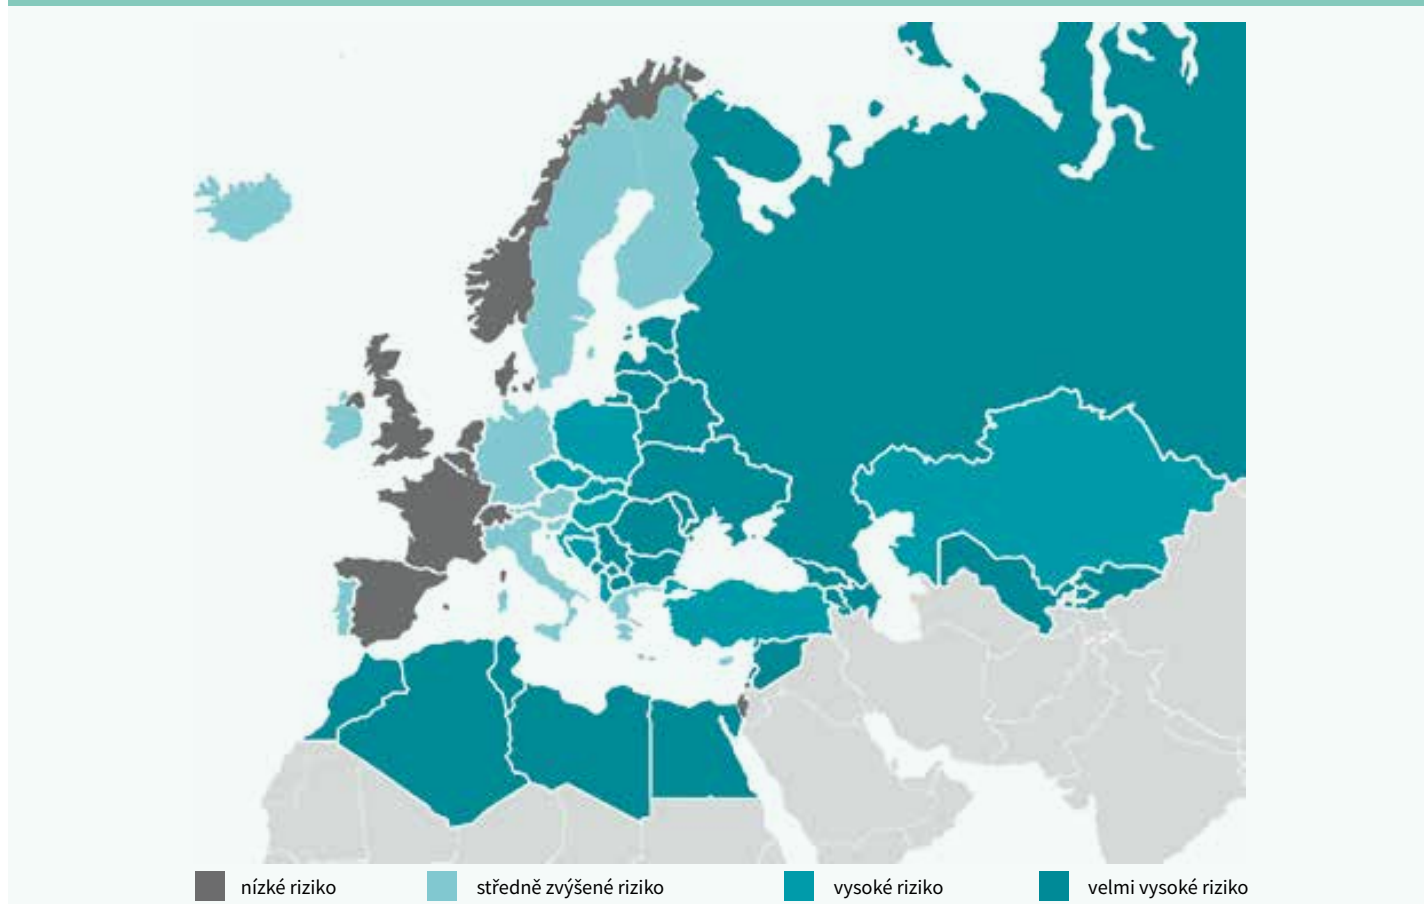 nízké riziko
středně zvýšené riziko
vysoké riziko
velmi vysoké riziko